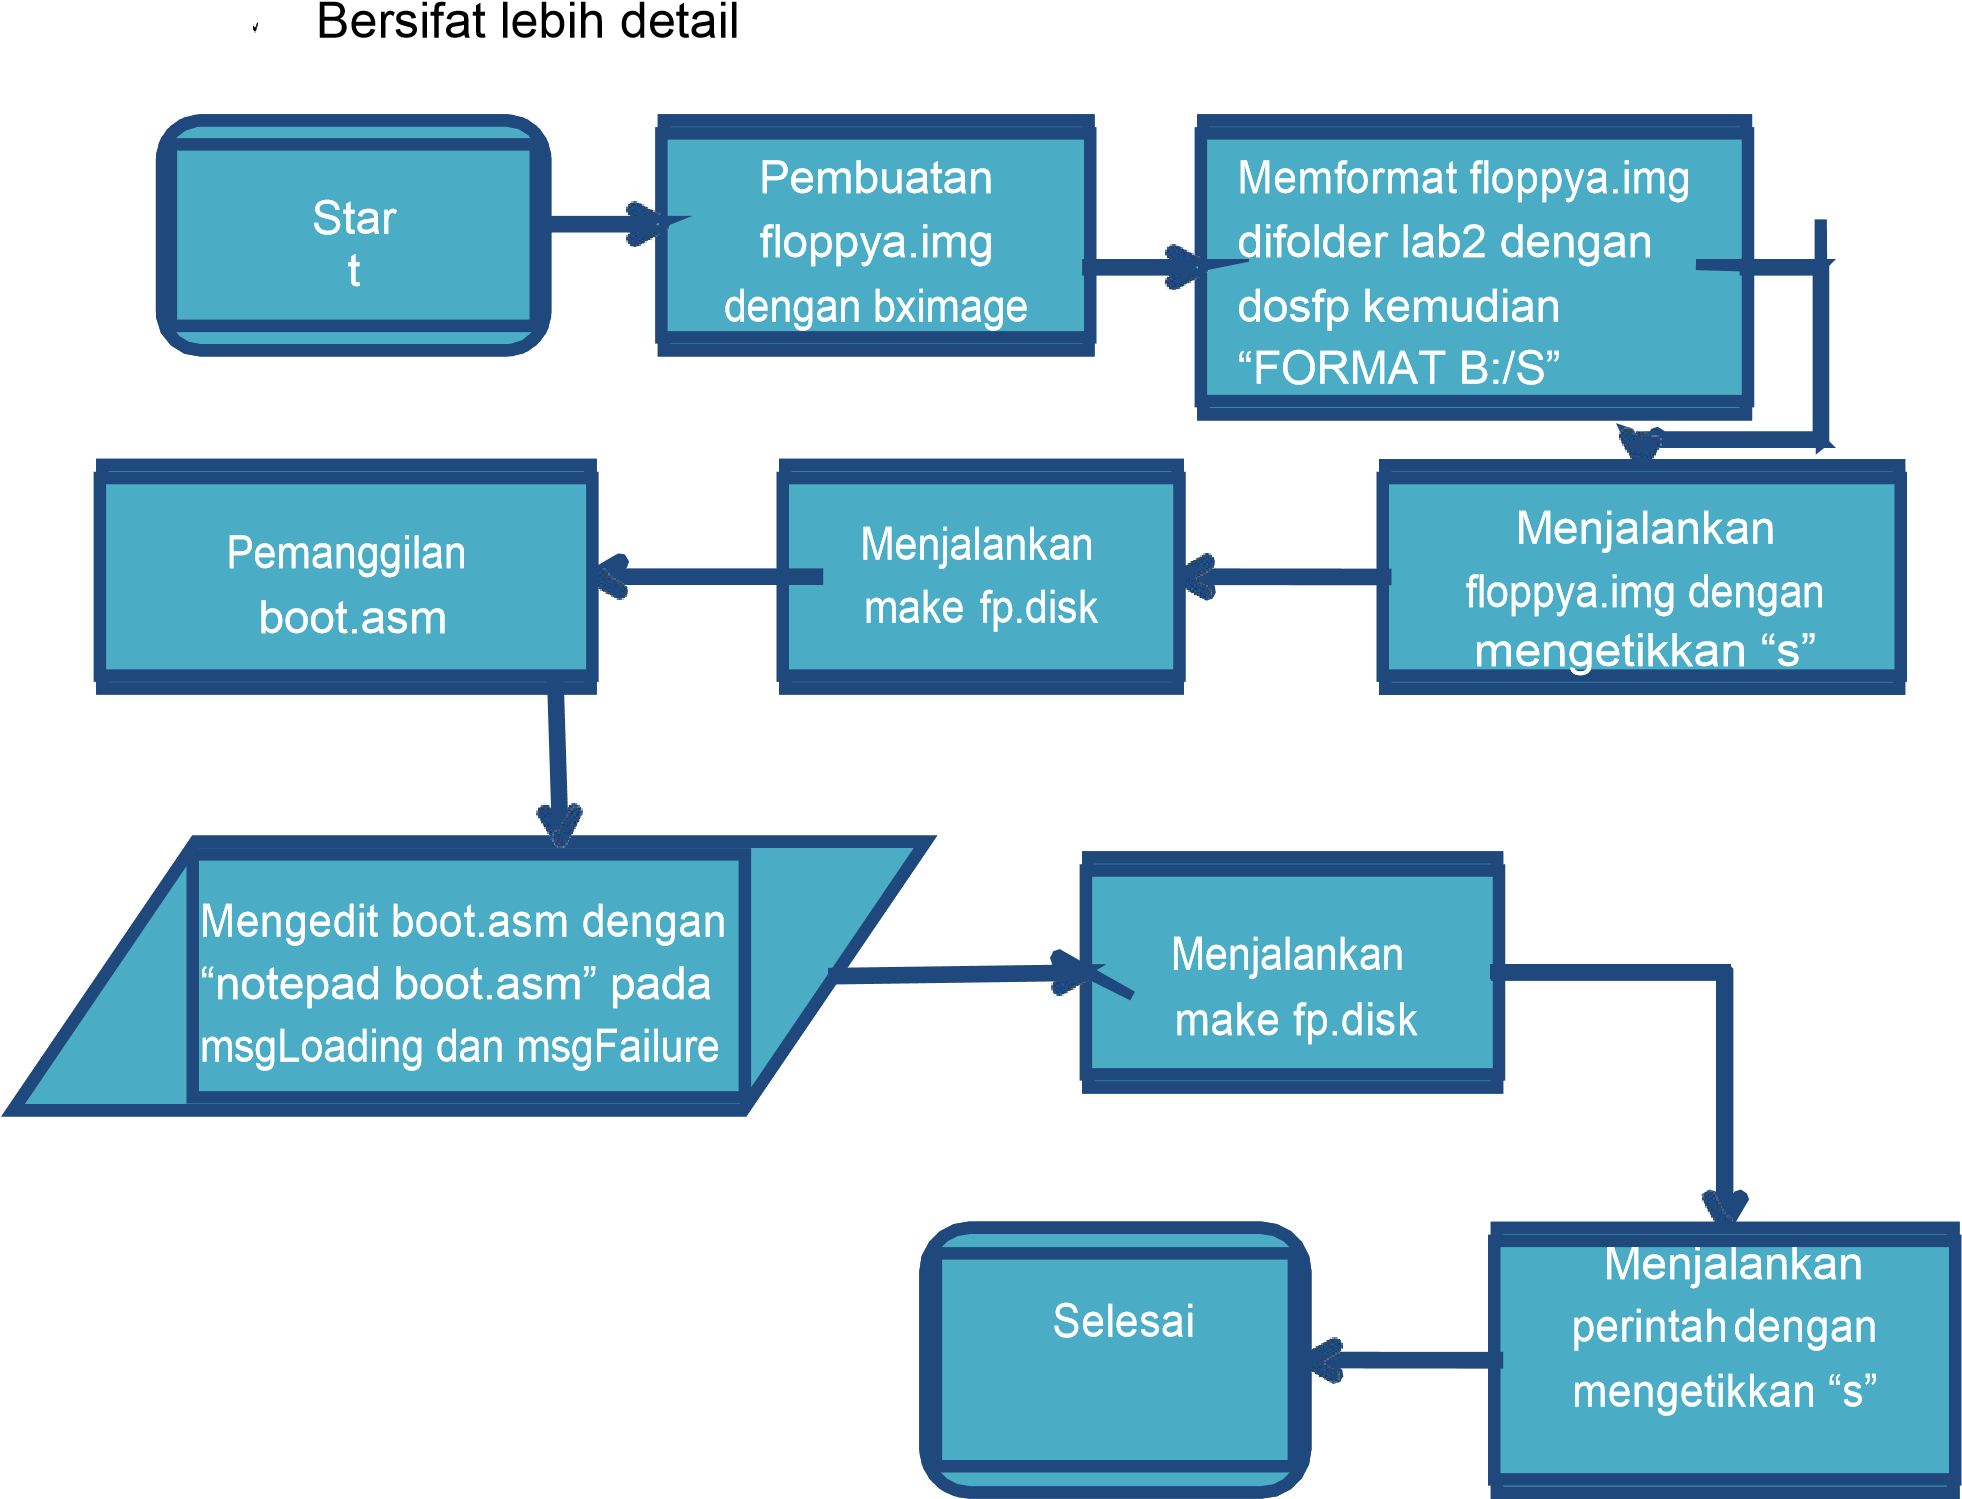 Bersifat lebih detail
Star
t
Pembuatan
floppya.img
dengan bximage
Memformat floppya.img
difolder lab2 dengan
dosfp kemudian
“FORMAT B:/S”
Menjalankan
floppya.img dengan
mengetikkan “s”
Menjalankan
make fp.disk
Pemanggilan
boot.asm
Mengedit boot.asm dengan
“notepad boot.asm” pada
msgLoading dan msgFailure
Menjalankan
make fp.disk
Menjalankan
perintah dengan
mengetikkan “s”
Selesai